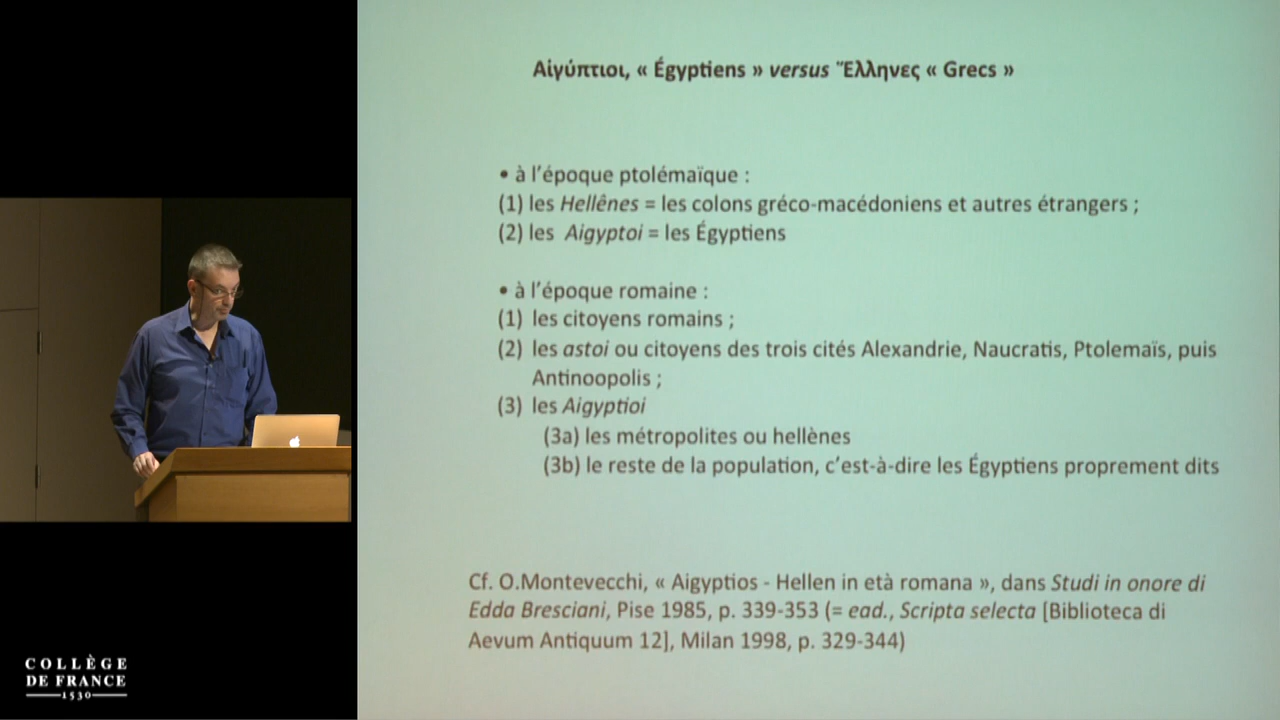 Αἰγύπτιοι, « Égyptiens » versus Ἕλληνες « Grecs »
• à l'époque ptolémaïque :
(1) les Hellênes = les colons gréco-macédoniens et autres étrangers ;
(2) les Aigyptoi = les Égyptiens
• à l'époque romaine :
(1) les citoyens romains ;
(2) les astoi ou citoyens des trois cités Alexandrie, Naucratis, Ptolemaïs, puis
Antinoopolis ;
(3) les Aigyptioi
(3a) les métropolites ou hellènes
(3b) le reste de la population, c'est-à-dire les Égyptiens proprement dits
Cf. O.Montevecchi, « Aigyptios - Hellen in età romana », dans Studi in onore di
Edda Bresciani, Pise 1985, p. 339-353 (= ead., Scripta selecta [Biblioteca di
Aevum Antiquum 12], Milan 1998, p. 329-344)
COLLÈGE
DE FRANCE
1530